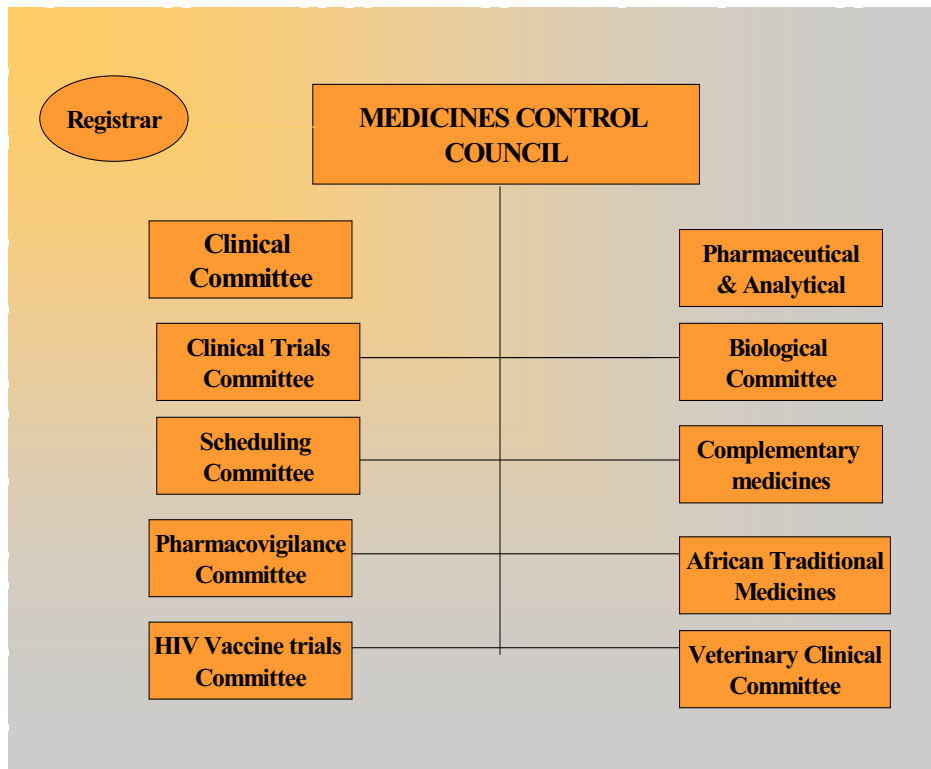 Registrar
MEDICINES CONTROL
COUNCIL
Clinical
Committee
Pharmaceutical
& Analytical
Clinical Trials
Committee
Biological
Committee
Scheduling
Committee
Complementary
medicines
Pharmacovigilance
Committee
African Traditional
Medicines
HIV Vaccine trials
Committee
Veterinary Clinical
Committee